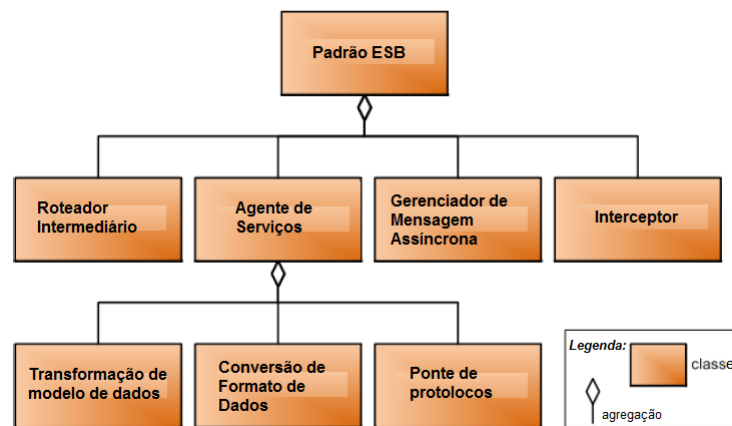 Padrão ESB
Roteador
Intermediário
Agente de
Serviços
Gerenciador de
Mensagem
Assíncrona
Interceptor
Transformação de
modelo de dados
Conversão de
Formato de
Dados
Ponte de
protolocos
Legenda:
classe
agregação